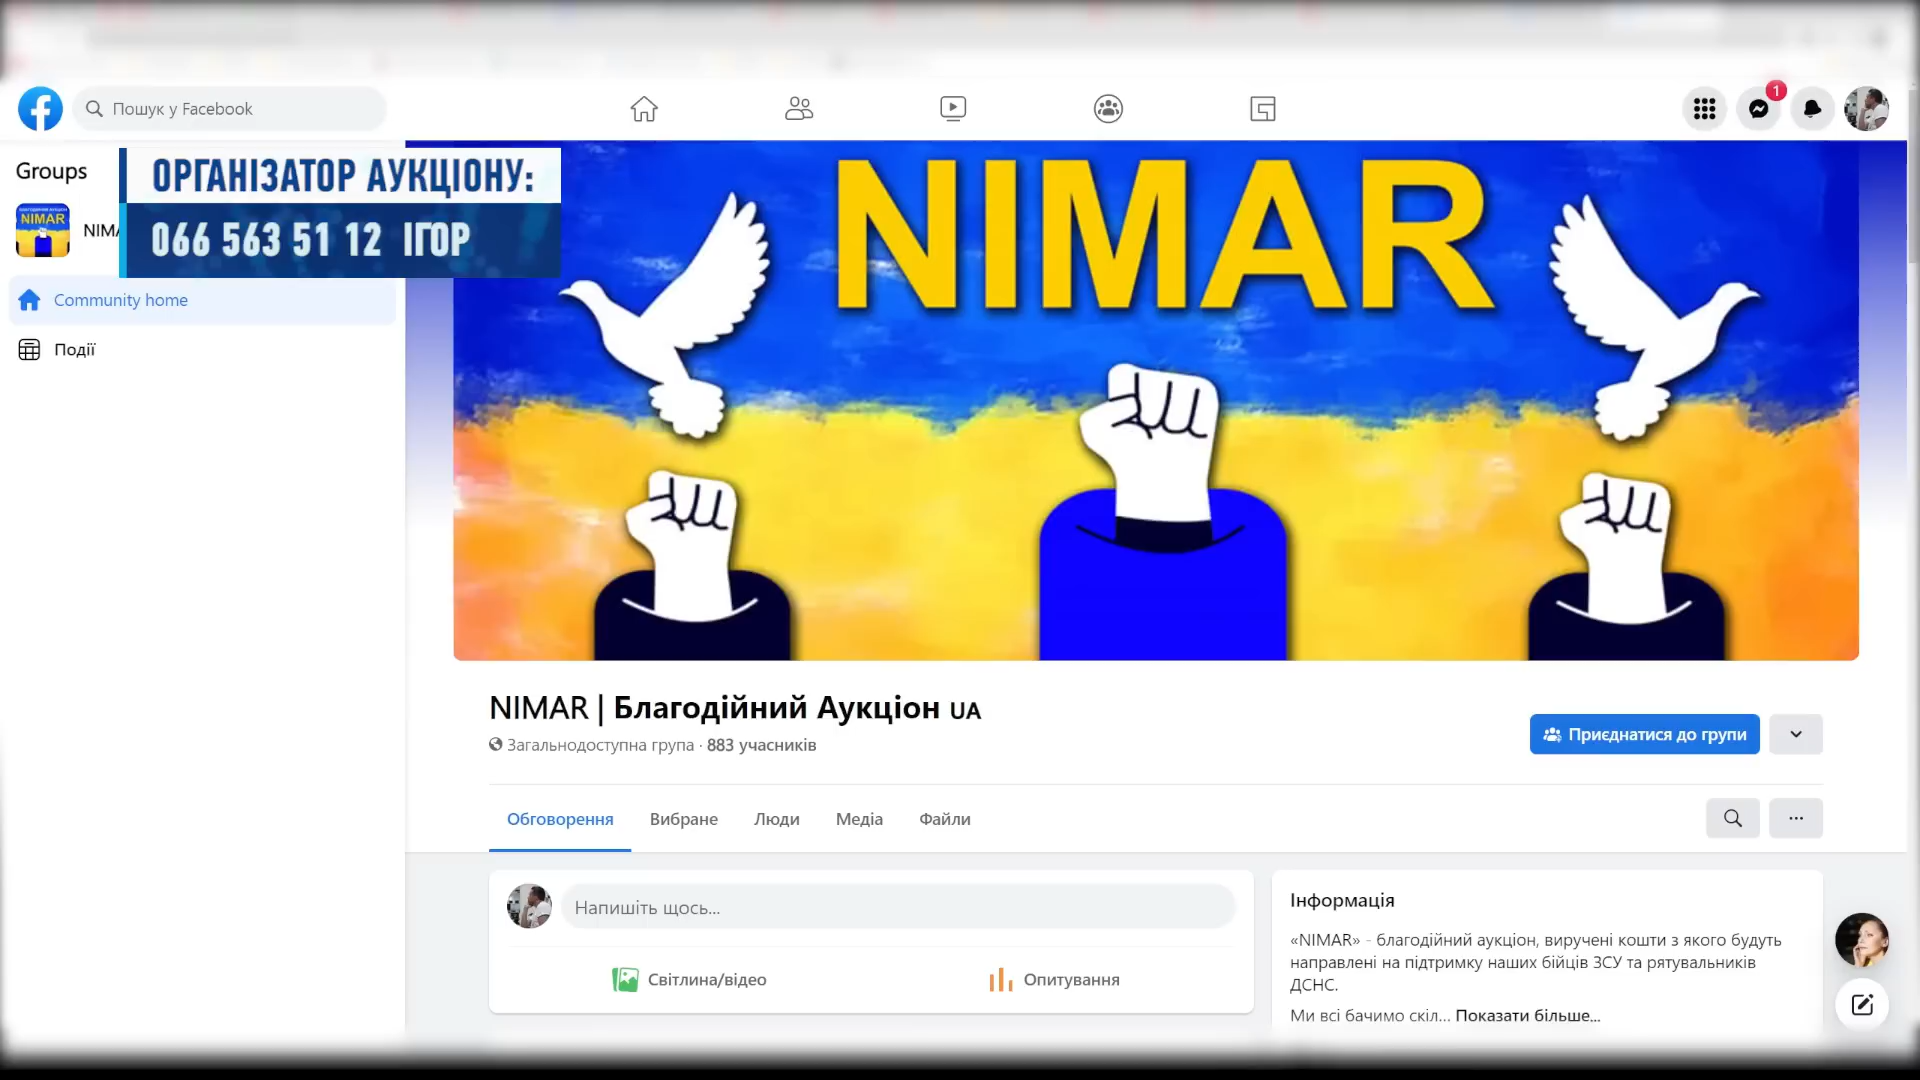 Пошук у Facebook
1
Groups
ОРГАНІЗАТОР АУКЦІОНУ:
066 563 51 12 ІГОР
NIMAR
NIMA
Community home
Події
NIMAR
NIMAR | Благодійний Аукціон UA
Загальнодоступна група · 883 учасників
Приєднатися до групи
Обговорення Вибране Люди Медіа Файли
Напишіть щось...
Світлина/відео Опитування
Інформація
«NIMAR» - благодійний аукціон, виручені кошти з якого будуть
направлені на підтримку наших бійців ЗСУ та рятувальників
ДСНС.
Ми всі бачимо скіл... Показати більше...